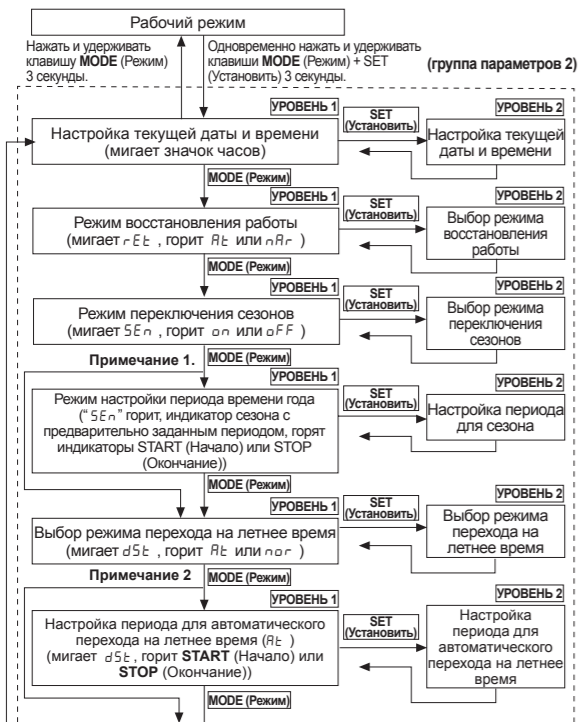 Рабочий режим
Нажать и удерживать
клавишу MODE (Режим)
3 секунды.
Одновременно нажать и удерживать
клавиши MODE (Режим) + SET
(Установить) 3 секунды.
(группа параметров 2)
УРОВЕНЬ 1
Настройка текущей даты и времени
(мигает значок часов)
SET
(Установить)
УРОВЕНЬ 2
Настройка текущей
даты и времени
MODE (Режим)
УРОВЕНЬ 1
Режим восстановления работы
(мигает rEt , горит At или nAr )
SET
(Установить)
УРОВЕНЬ 2
Выбор режима
восстановления
работы
MODE (Режим)
УРОВЕНЬ 1
Режим переключения сезонов
(мигает SEn , горит on или oFF )
SET
(Установить)
УРОВЕНЬ 2
Выбор режима
переключения
сезонов
Примечание 1.
MODE (Режим)
УРОВЕНЬ 1
Режим настройки периода времени года
(“ SEn ” горит, индикатор сезона с
предварительно заданным периодом, горят
индикаторы START (Начало) или STOP
(Окончание))
SET
(Установить)
УРОВЕНЬ 2
Настройка периода
для сезона
MODE (Режим)
УРОВЕНЬ 1
Выбор режима перехода на летнее время
(мигает dSt , горит At или nor )
SET
(Установить)
УРОВЕНЬ 2
Выбор режима
перехода на
летнее время
Примечание 2
MODE (Режим)
УРОВЕНЬ 1
Настройка периода для автоматического
перехода на летнее время (At )
(мигает dSt , горит START (Начало) или
STOP (Окончание))
SET
(Установить)
УРОВЕНЬ 2
Настройка
периода для
автоматического
перехода на летнее
время
MODE (Режим)